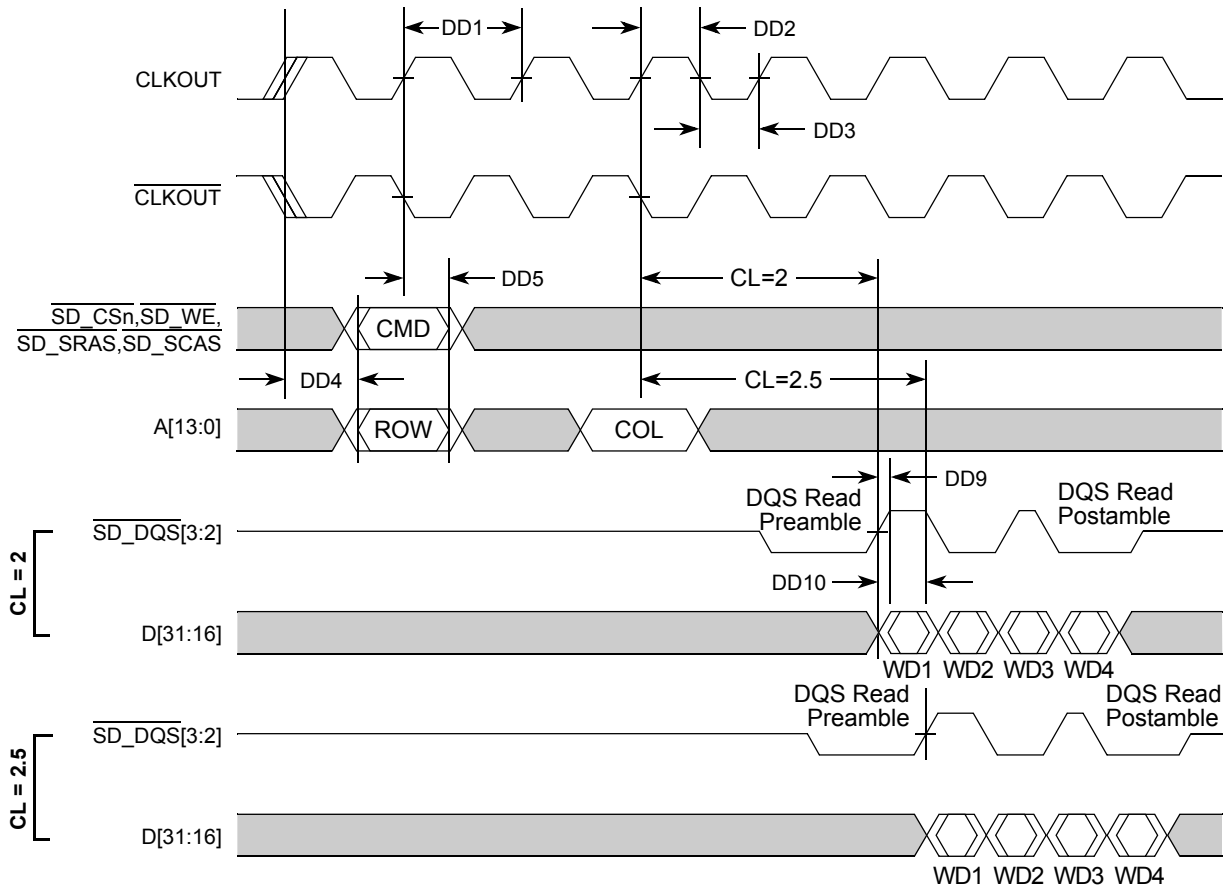 DD1
DD2
CLKOUT
DD3
CLKOUT
DD5
CL=2
SD_CSn,SD_WE,
SD_SRAS,SD_SCAS
CMD
DD4
CL=2.5
A[13:0]
ROW
COL
DD9
DQS Read
Preamble
DQS Read
Postamble
SD_DQS[3:2]
CL = 2
DD10
D[31:16]
WD1 WD2 WD3 WD4
DQS Read
Preamble
DQS Read
Postamble
SD_DQS[3:2]
CL = 2.5
D[31:16]
WD1 WD2 WD3 WD4